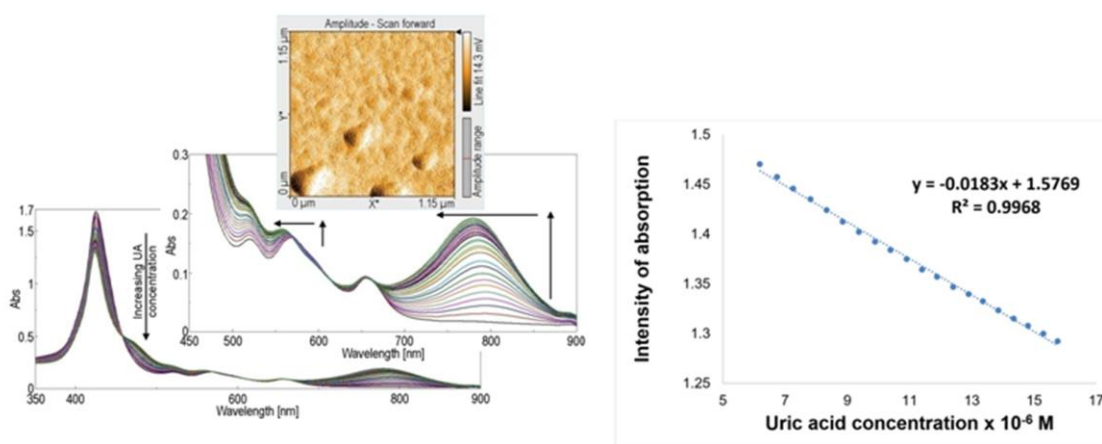 Amplitude - Scan forward
1.15 µm
Y*
0 µm
0 µm
X*
1.15 µm
Line fit 14.3 mV
Amplitude range
0.3
0.2
0.1
0
Abs
450
500
600
700
800
900
Wavelength [nm]
1.7
1.5
1
0.5
0
Abs
Increasing UA
concentration
350
400
600
800
900
Wavelength [nm]
1.5
1.45
1.4
1.35
1.3
1.25
Intensity of absorption
y = -0.0183x + 1.5769
R² = 0.9968
5
7
9
11
13
15
17
Uric acid concentration x 10⁻⁶ M